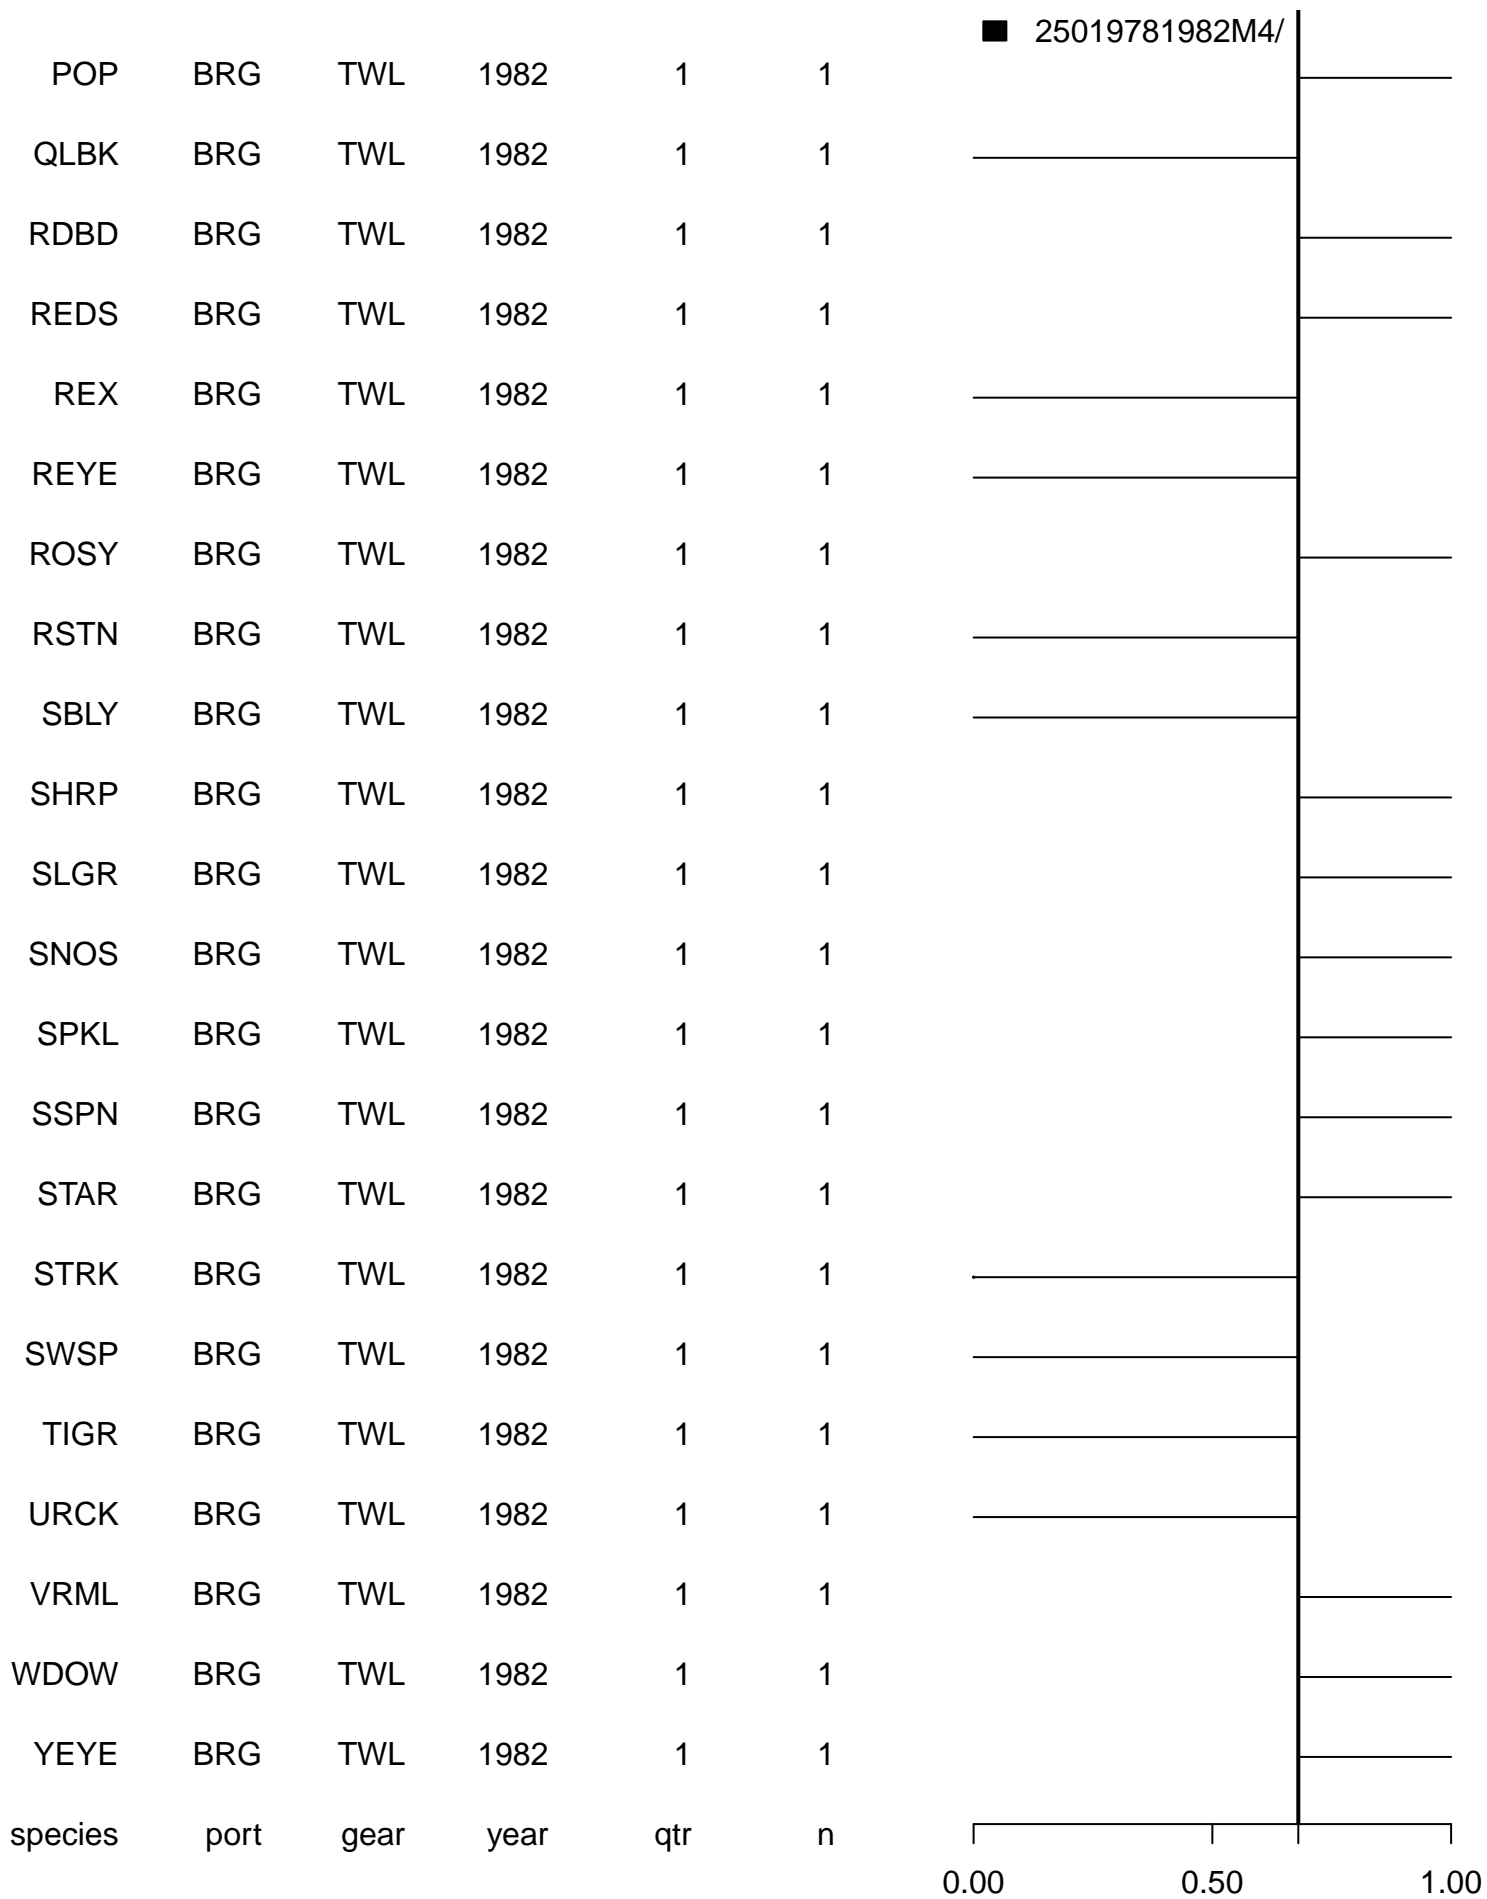 25019781982M4/
POP BRG TWL 1982 1 1
QLBK BRG TWL 1982 1 1
RDBD BRG TWL 1982 1 1
REDS BRG TWL 1982 1 1
REX BRG TWL 1982 1 1
REYE BRG TWL 1982 1 1
ROSY BRG TWL 1982 1 1
RSTN BRG TWL 1982 1 1
SBLY BRG TWL 1982 1 1
SHRP BRG TWL 1982 1 1
SLGR BRG TWL 1982 1 1
SNOS BRG TWL 1982 1 1
SPKL BRG TWL 1982 1 1
SSPN BRG TWL 1982 1 1
STAR BRG TWL 1982 1 1
STRK BRG TWL 1982 1 1
SWSP BRG TWL 1982 1 1
TIGR BRG TWL 1982 1 1
URCK BRG TWL 1982 1 1
VRML BRG TWL 1982 1 1
WDOW BRG TWL 1982 1 1
YEYE BRG TWL 1982 1 1
species port gear year qtr n
0.00 0.50 1.00